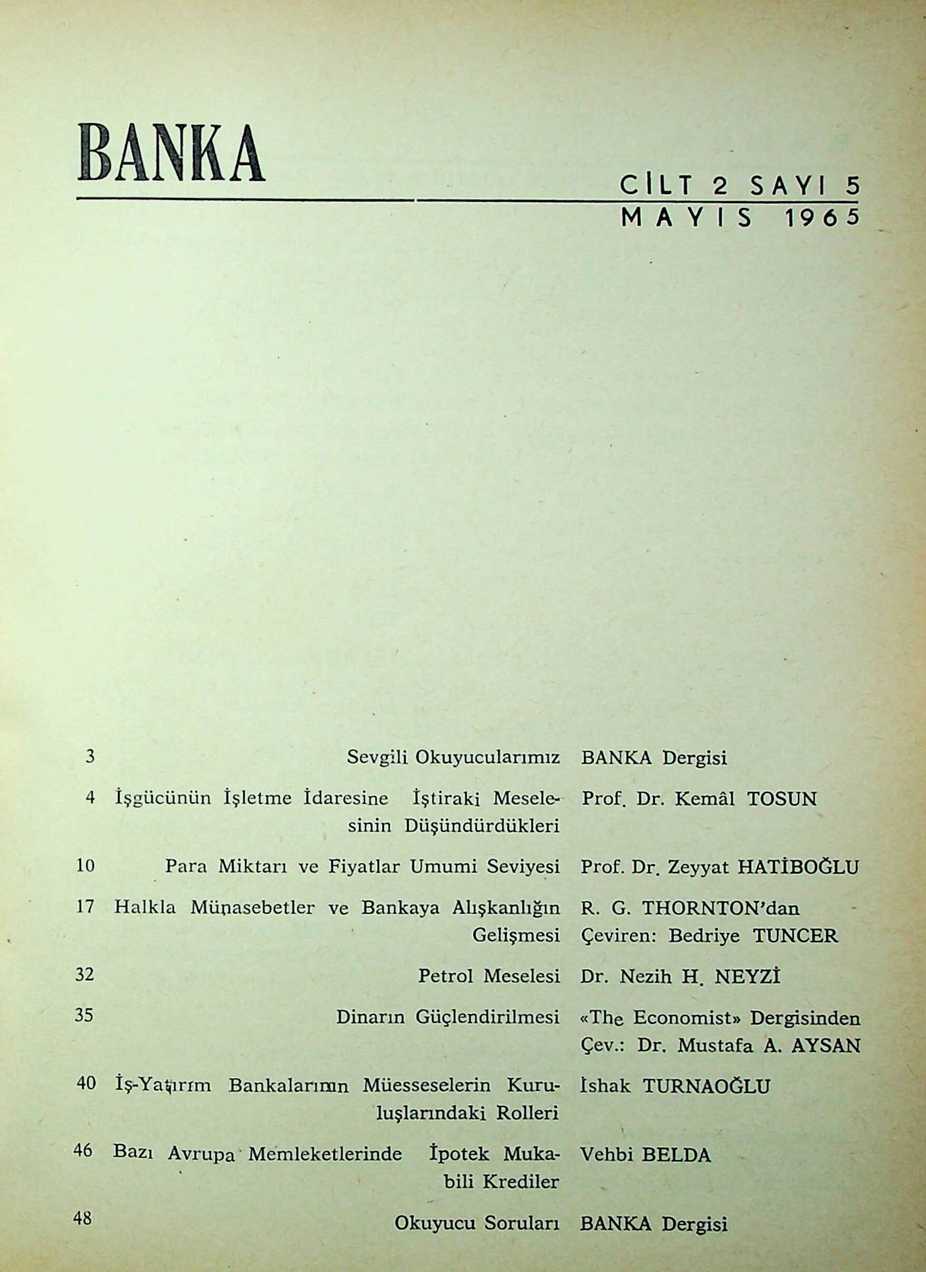 BANKA
CİLT 2 SAYI 5
MAYIS 1965
3 Sevgili Okuyucularımız BANKA Dergisi
4 İşgücünün İşletme İdaresine İştiraki Mesele- Prof. Dr. Kemâl TOSUN
sinin Düşündürdükleri
10 Para Miktarı ve Fiyatlar Umumi Seviyesi Prof. Dr. Zeyyat HATİBOĞLU
17 Halkla Münasebetler ve Bankaya Alışkanlığın R. G. THORNTON'dan
Gelişmesi Çeviren: Bedriye TUNCER
32 Petrol Meselesi Dr. Nezih H. NEYZİ
35 Dinarın Güçlendirilmesi «The Economist» Dergisinden
Çev.: Dr. Mustafa A. AYSAN
40 İş-Yatırım Bankalarının Müesseselerin Kuru- İshak TURNAOĞLU
luşlarındaki Rolleri
46 Bazı Avrupa Memleketlerinde İpotek Muka- Vehbi BELDA
bili Krediler
48 Okuyucu Soruları BANKA Dergisi